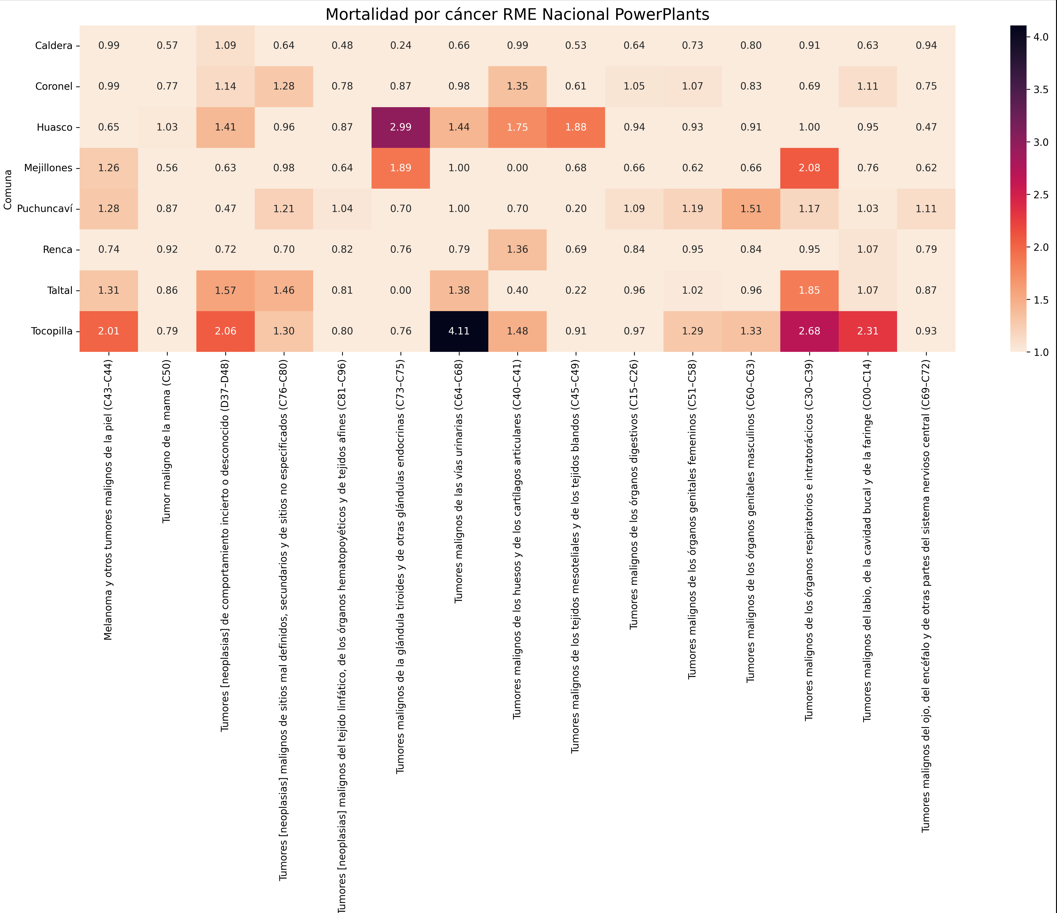 Mortalidad por cáncer RME Nacional PowerPlants
Comuna
Caldera 0.99 0.57 1.09 0.64 0.48 0.24 0.66 0.99 0.53 0.64 0.73 0.80 0.91 0.63 0.94
Coronel 0.99 0.77 1.14 1.28 0.78 0.87 0.98 1.35 0.61 1.05 1.07 0.83 0.69 1.11 0.75
Huasco 0.65 1.03 1.41 0.96 0.87 2.99 1.44 1.75 1.88 0.94 0.93 0.91 1.00 0.95 0.47
Mejillones 1.26 0.56 0.63 0.98 0.64 1.89 1.00 0.00 0.68 0.66 0.62 0.66 2.08 0.76 0.62
Puchuncaví 1.28 0.87 0.47 1.21 1.04 0.70 1.00 0.70 0.20 1.09 1.19 1.51 1.17 1.03 1.11
Renca 0.74 0.92 0.72 0.70 0.82 0.76 0.79 1.36 0.69 0.84 0.95 0.84 0.95 1.07 0.79
Taltal 1.31 0.86 1.57 1.46 0.81 0.00 1.38 0.40 0.22 0.96 1.02 0.96 1.85 1.07 0.87
Tocopilla 2.01 0.79 2.06 1.30 0.80 0.76 4.11 1.48 0.91 0.97 1.29 1.33 2.68 2.31 0.93
Melanoma y otros tumores malignos de la piel (C43–C44)
Tumor maligno de la mama (C50)
Tumores [neoplasias] de comportamiento incierto o desconocido (D37–D48)
Tumores [neoplasias] malignos de sitios mal definidos, secundarios y de sitios no especificados (C76–C80)
Tumores [neoplasias] malignos del tejido linfático, de los órganos hematopoyéticos y de tejidos afines (C81–C96)
Tumores malignos de la glándula tiroides y de otras glándulas endocrinas (C73–C75)
Tumores malignos de las vías urinarias (C64–C68)
Tumores malignos de los huesos y de los cartílagos articulares (C40–C41)
Tumores malignos de los tejidos mesoteliales y de los tejidos blandos (C45–C49)
Tumores malignos de los órganos digestivos (C15–C26)
Tumores malignos de los órganos genitales femeninos (C51–C58)
Tumores malignos de los órganos genitales masculinos (C60–C63)
Tumores malignos de los órganos respiratorios e intratorácicos (C30–C39)
Tumores malignos del labio, de la cavidad bucal y de la faringe (C00–C14)
Tumores malignos del ojo, del encéfalo y de otras partes del sistema nervioso central (C69–C72)
4.0
3.5
3.0
2.5
2.0
1.5
1.0